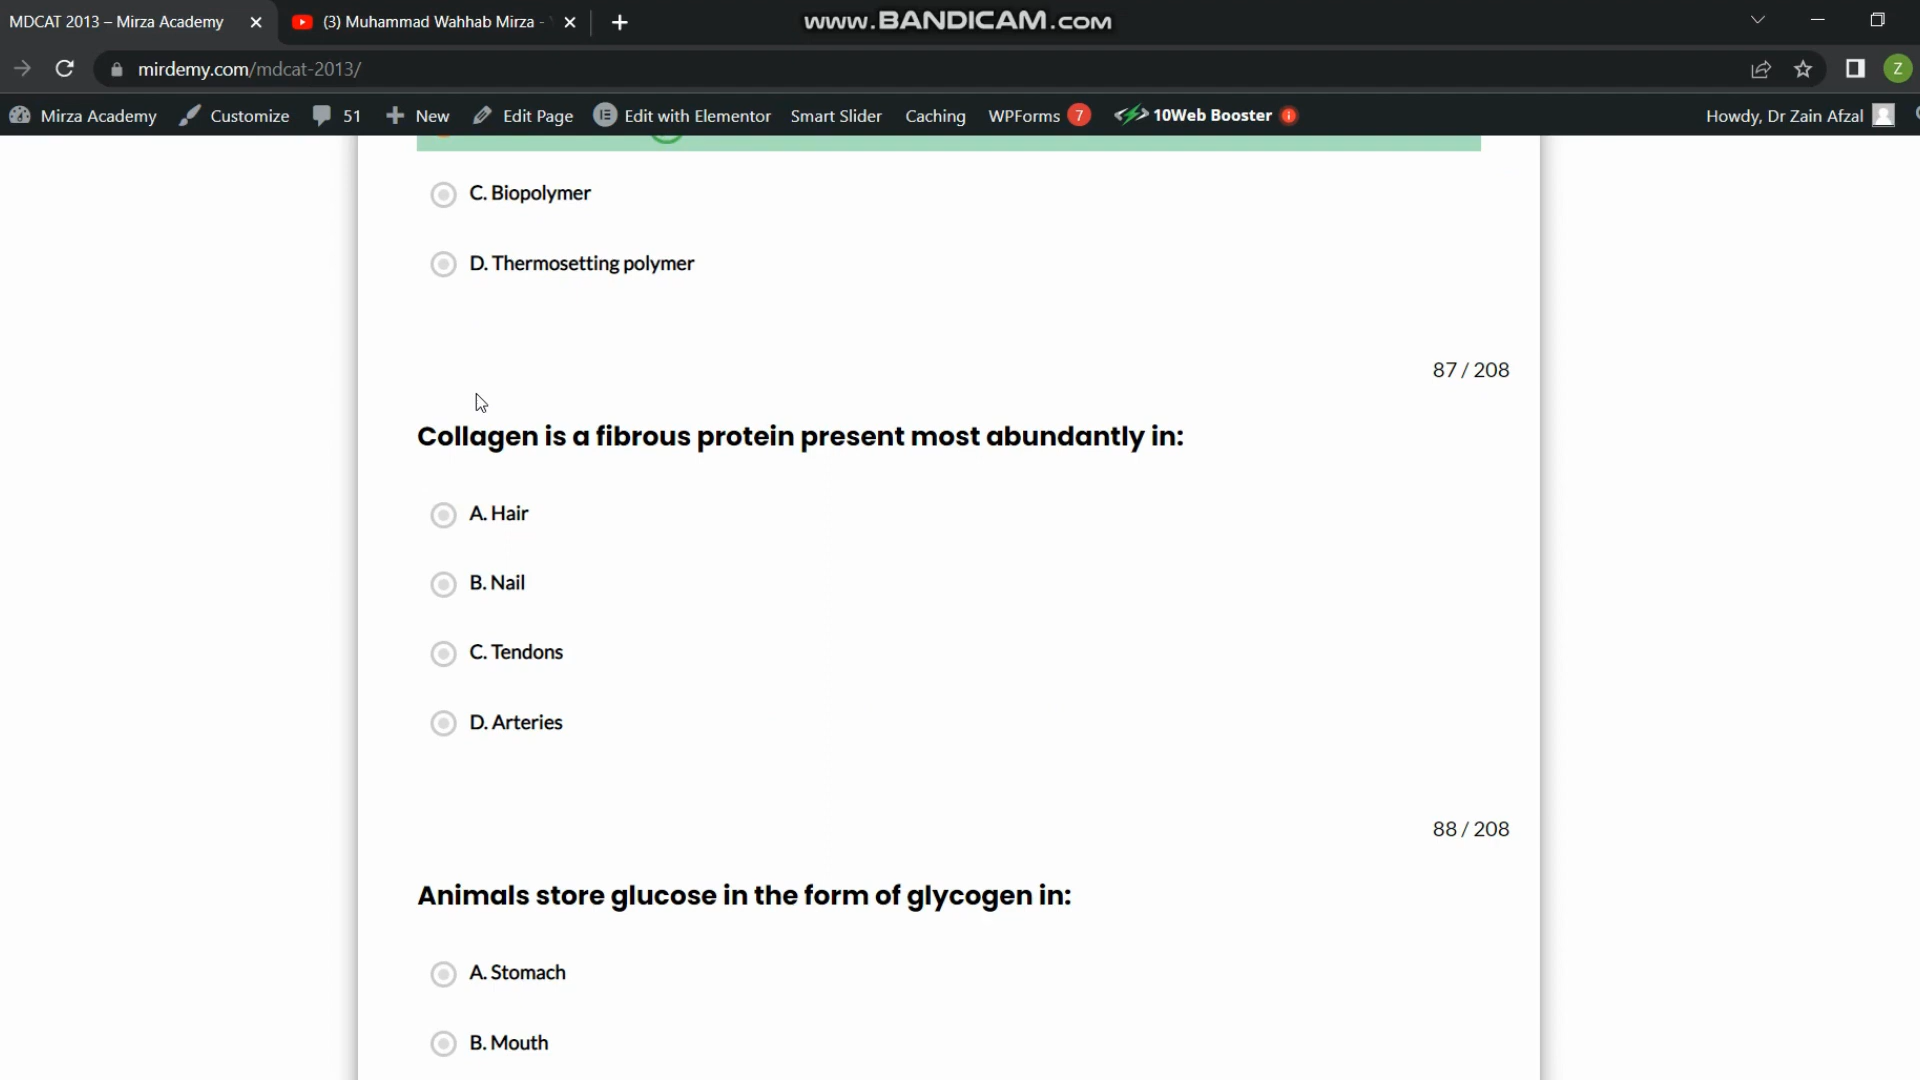 MDCAT 2013 – Mirza Academy
(3) Muhammad Wahhab Mirza -
www.BANDICAM.com
mirdemy.com/mdcat-2013/
Z
Mirza Academy
Customize
51
New
Edit Page
Edit with Elementor
Smart Slider
Caching
WPForms 7
10Web Booster
Howdy, Dr Zain Afzal
C. Biopolymer
D. Thermosetting polymer
87 / 208
Collagen is a fibrous protein present most abundantly in:
A. Hair
B. Nail
C. Tendons
D. Arteries
88 / 208
Animals store glucose in the form of glycogen in:
A. Stomach
B. Mouth